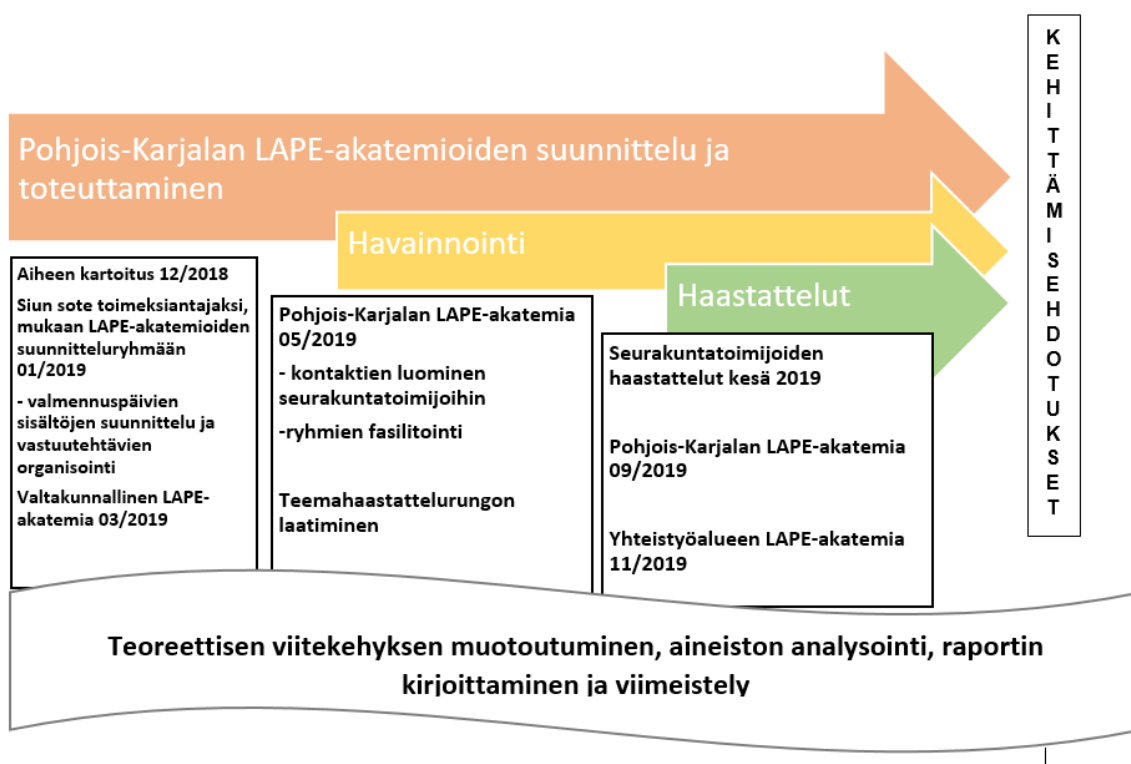 Pohjois-Karjalan LAPE-akatemioiden suunnittelu ja
toteuttaminen
Havainnointi
Haastattelut
Aiheen kartoitus 12/2018
Siun sote toimeksiantajaksi,
mukaan LAPE-akatemioiden
suunnitteluryhmään
01/2019
- valmennuspäivien
sisältöjen suunnittelu ja
vastuutehtävien
organisointi
Valtakunnallinen LAPE-
akatemia 03/2019
Pohjois-Karjalan LAPE-akatemia
05/2019
- kontaktien luominen
seurakuntatoimijoihin
-ryhmien fasilitointi
Teemahaastattelurungon
laatiminen
Seurakuntatoimijoiden
haastattelut kesä 2019
Pohjois-Karjalan LAPE-akatemia
09/2019
Yhteistyöalueen LAPE-akatemia
11/2019
KEHITTÄMISEHDOTUKSET
Teoreettisen viitekehyksen muotoutuminen, aineiston analysointi, raportin
kirjoittaminen ja viimeistely